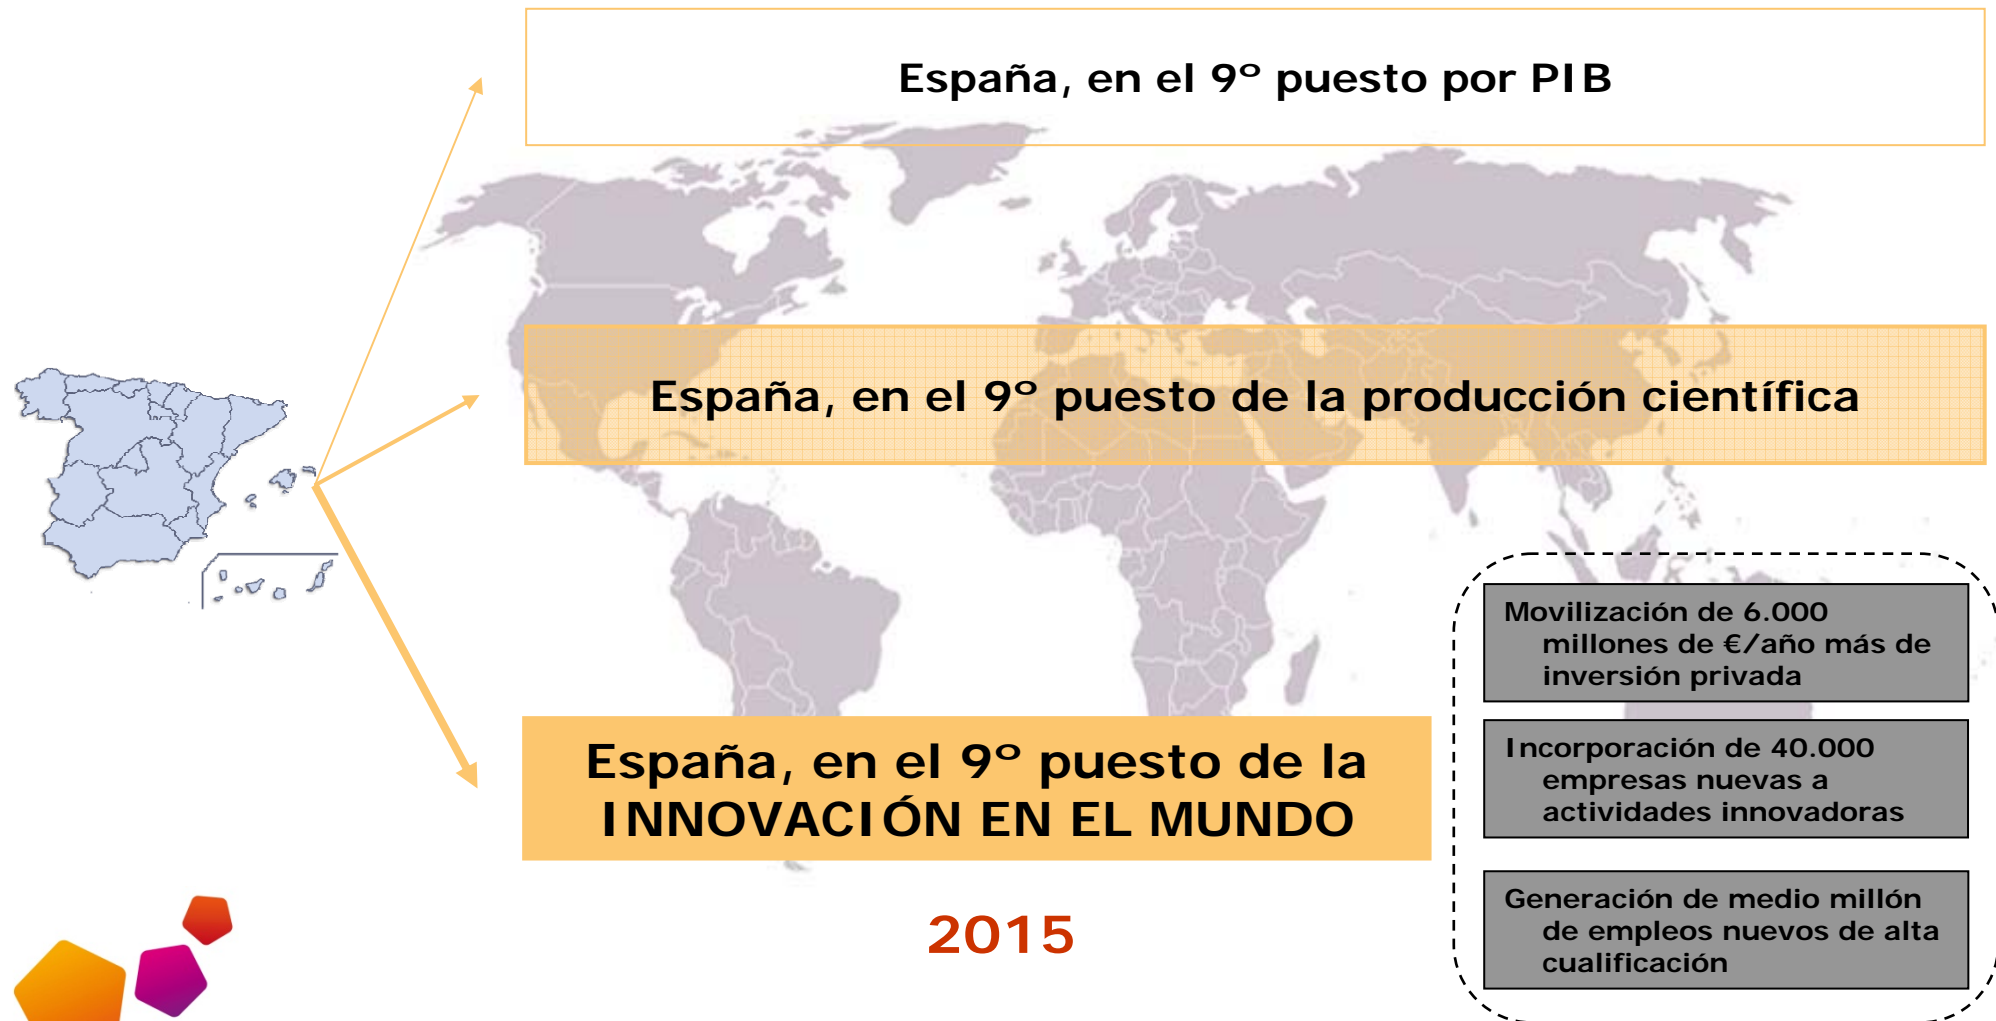 España, en el 9º puesto por PIB
España, en el 9º puesto de la producción científica
España, en el 9º puesto de la
INNOVACIÓN EN EL MUNDO
2015
Movilización de 6.000
millones de €/año más de
inversión privada
Incorporación de 40.000
empresas nuevas a
actividades innovadoras
Generación de medio millón
de empleos nuevos de alta
cualificación